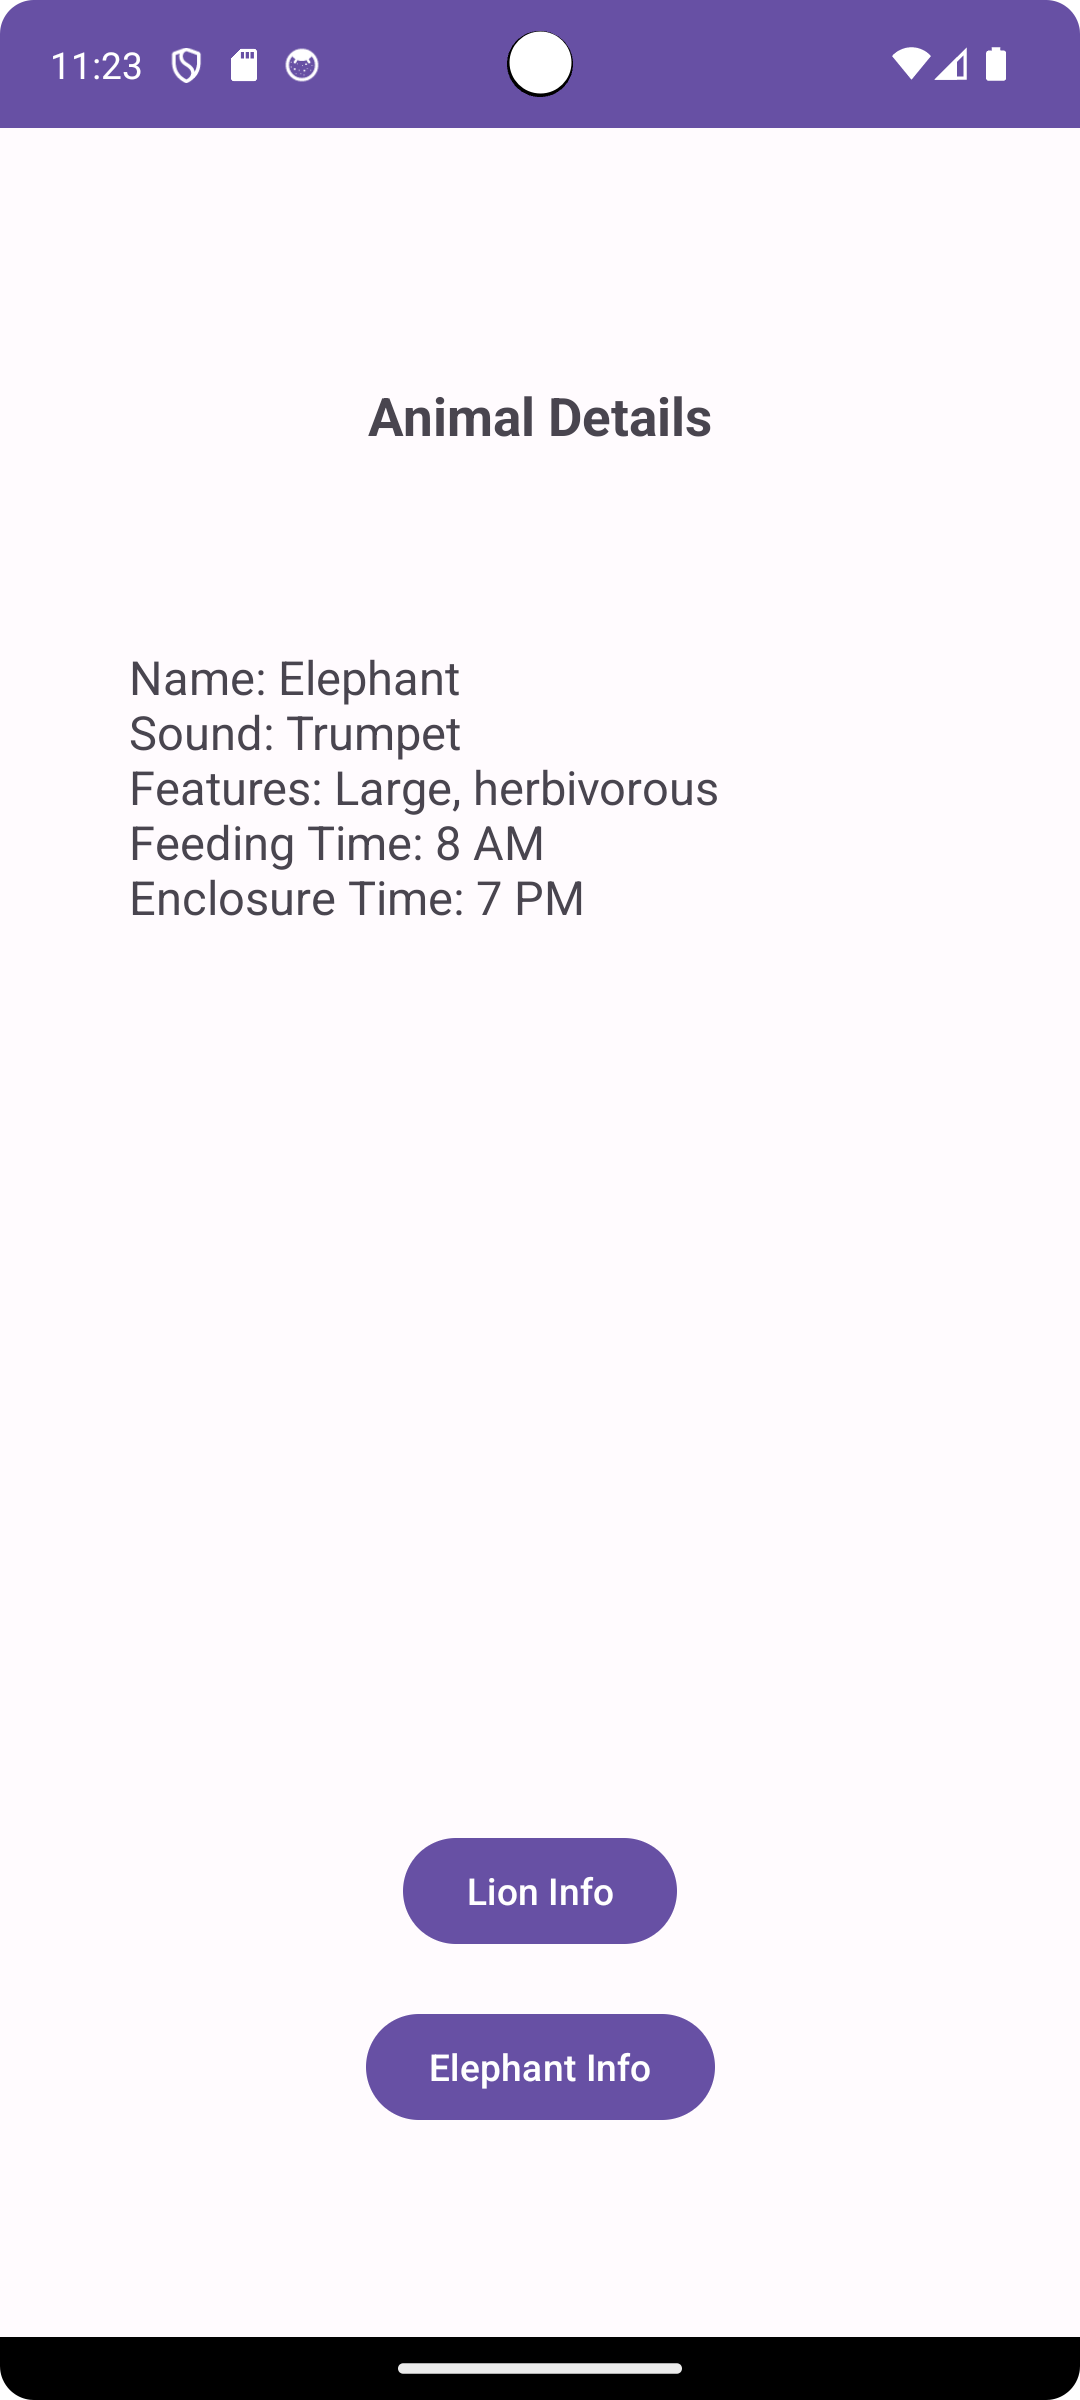 11:23
Animal Details
Name: Elephant
Sound: Trumpet
Features: Large, herbivorous
Feeding Time: 8 AM
Enclosure Time: 7 PM
Lion Info
Elephant Info